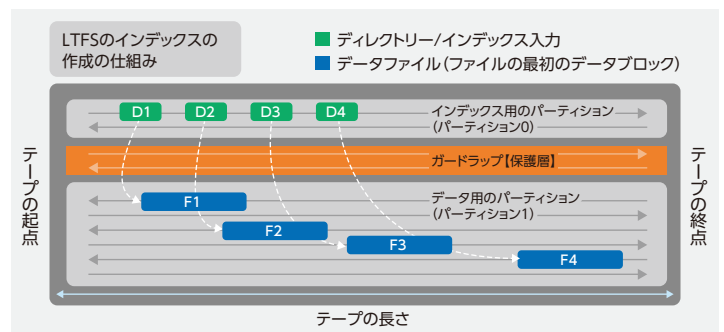 LTFSのインデックスの
作成の仕組み
ディレクトリー/インデックス入力
データファイル(ファイルの最初のデータブロック)
D1
D2
D3
D4
インデックス用のパーティション
(パーティション0)
ガードラップ【保護層】
データ用のパーティション
(パーティション1)
F1
F2
F3
F4
テープの起点
テープの終点
テープの長さ